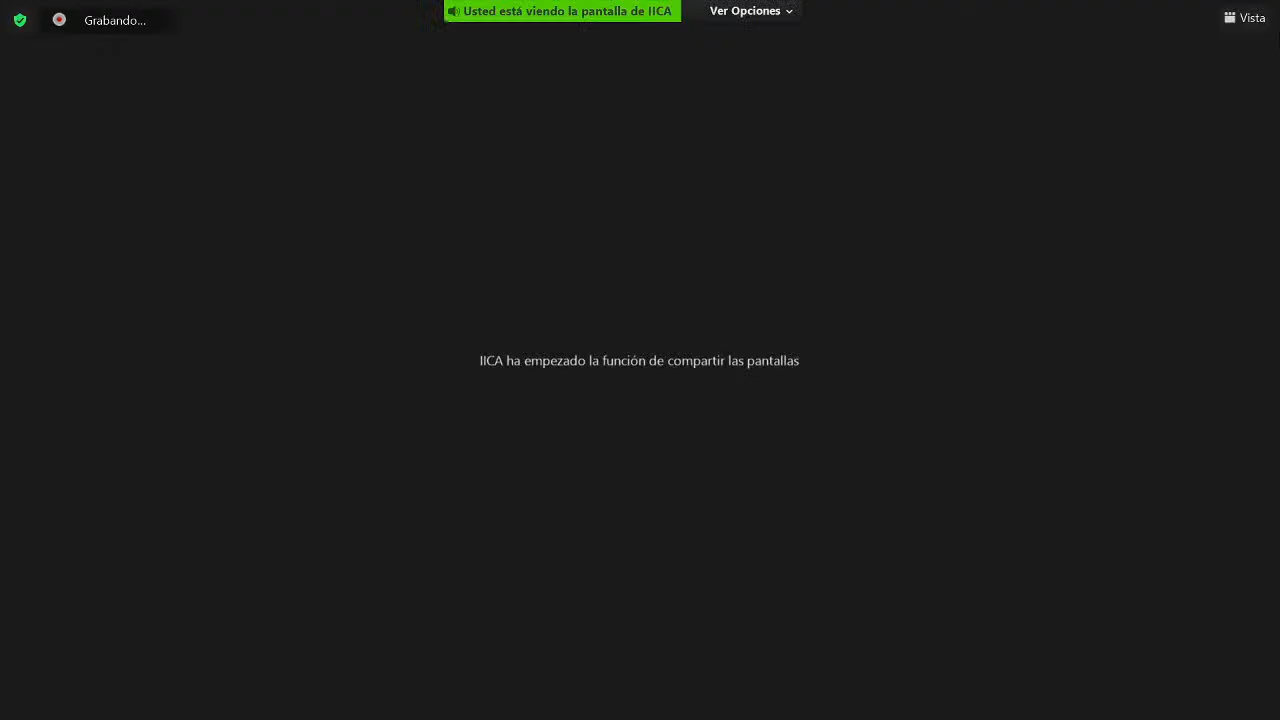 Grabando...
Usted está viendo la pantalla de IICA
Ver Opciones
Vista
IICA ha empezado la función de compartir las pantallas